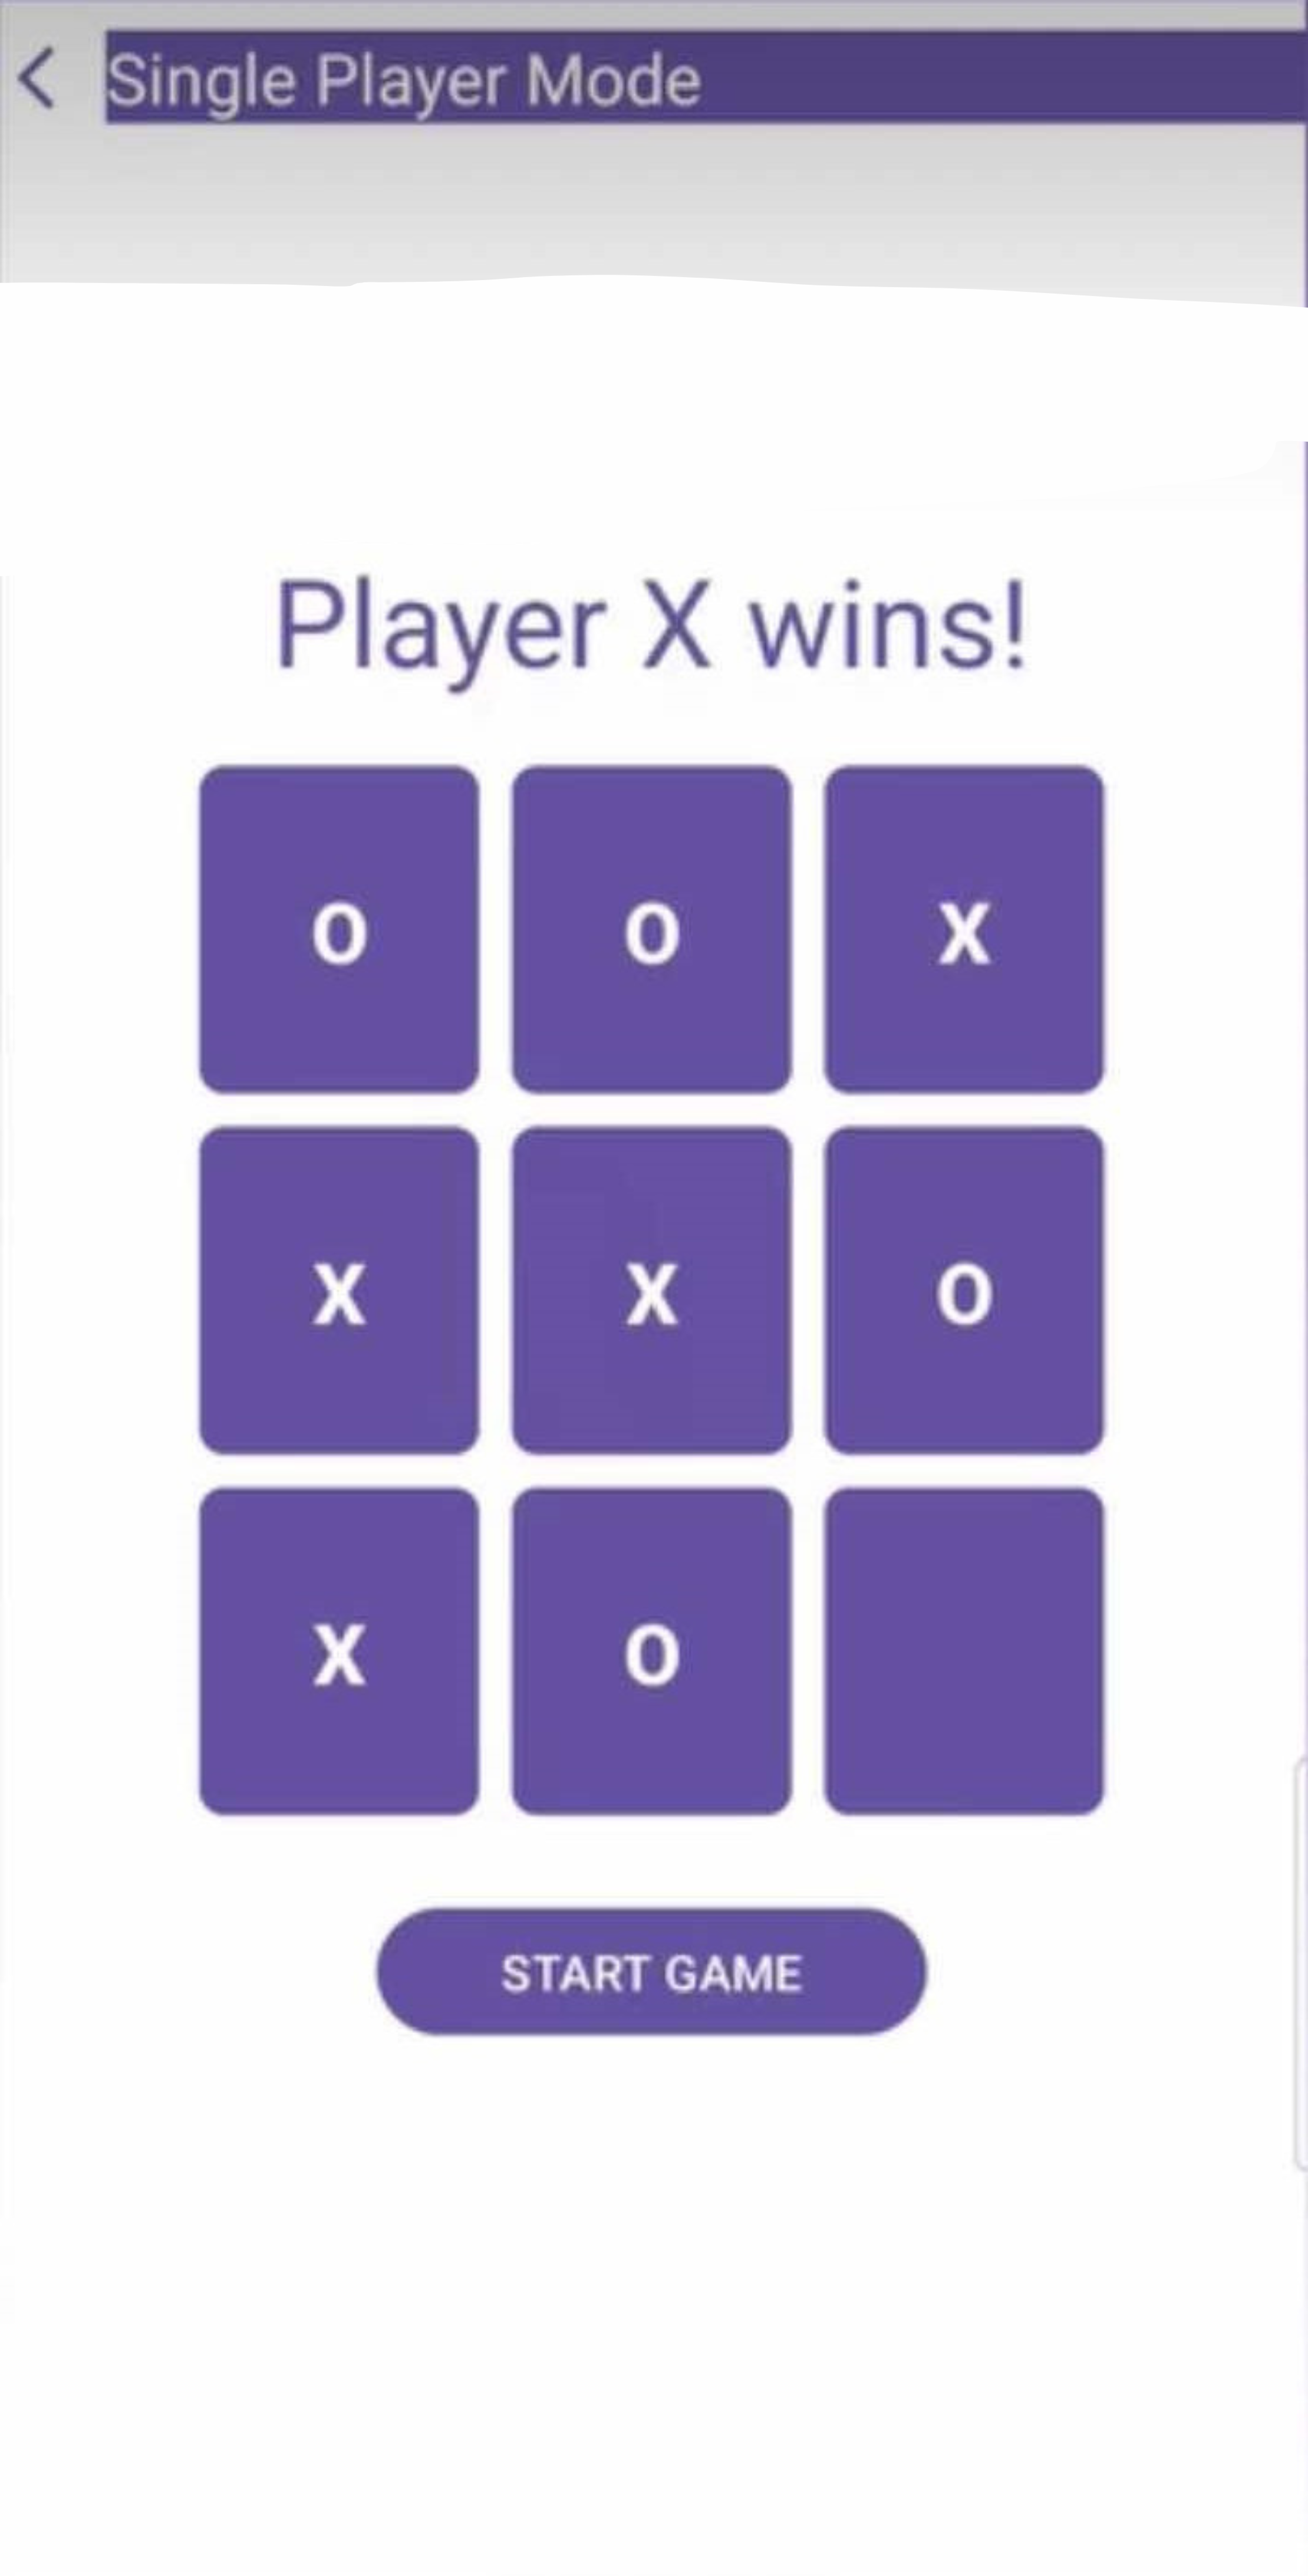 Single Player Mode
Player X wins!
O O X
X X O
X O
START GAME